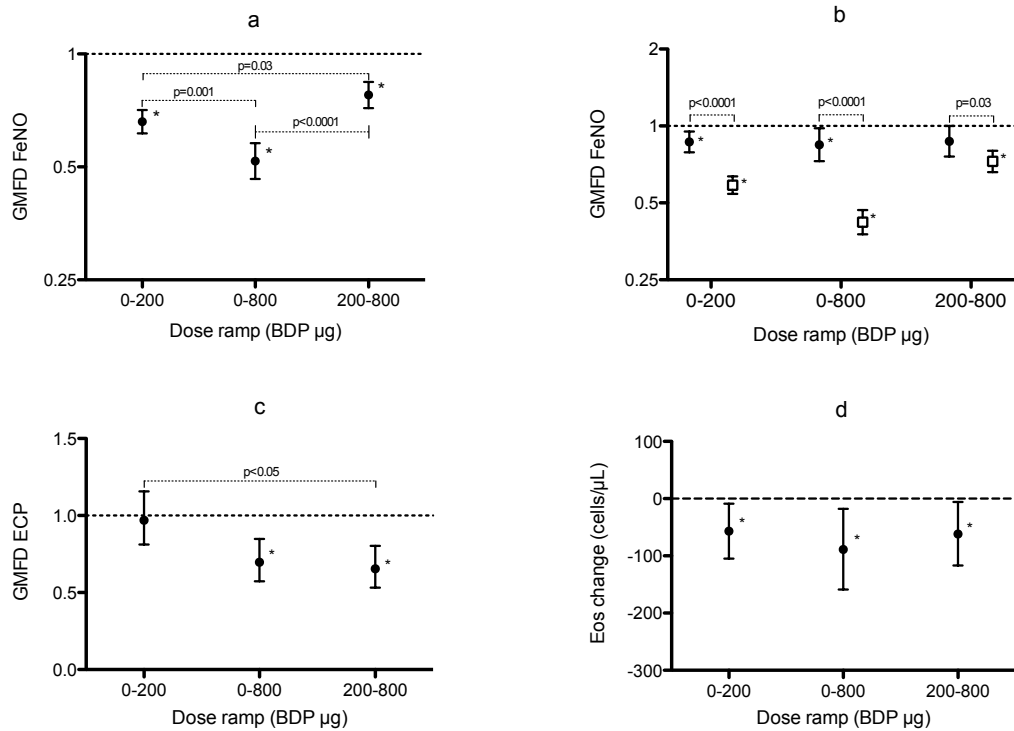 a
1
0.5
0.25
GMFD FeNO
p=0.03
p=0.001
p<0.0001
*
*
*
0-200
0-800
200-800
Dose ramp (BDP µg)
b
2
1
0.5
0.25
GMFD FeNO
p<0.0001
p<0.0001
p=0.03
*
*
*
*
*
0-200
0-800
200-800
Dose ramp (BDP µg)
c
1.5
1.0
0.5
0.0
GMFD ECP
p<0.05
*
*
0-200
0-800
200-800
Dose ramp (BDP µg)
d
100
0
-100
-200
-300
Eos change (cells/µL)
*
*
*
0-200
0-800
200-800
Dose ramp (BDP µg)